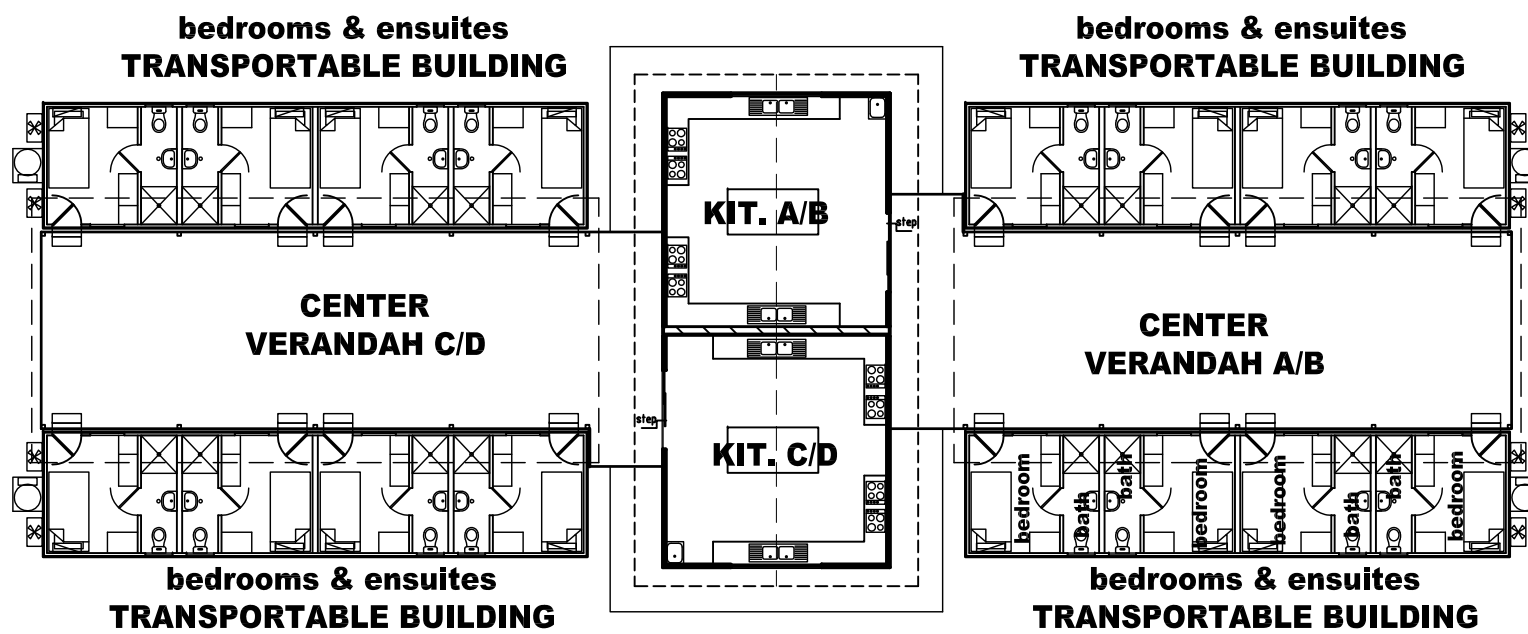 bedrooms & ensuites
TRANSPORTABLE BUILDING
bedrooms & ensuites
TRANSPORTABLE BUILDING
KIT. A/B
step
CENTER
VERANDAH C/D
CENTER
VERANDAH A/B
step
KIT. C/D
bedroom
bath
bath
bedroom
bedroom
bath
bath
bedroom
bedrooms & ensuites
TRANSPORTABLE BUILDING
bedrooms & ensuites
TRANSPORTABLE BUILDING